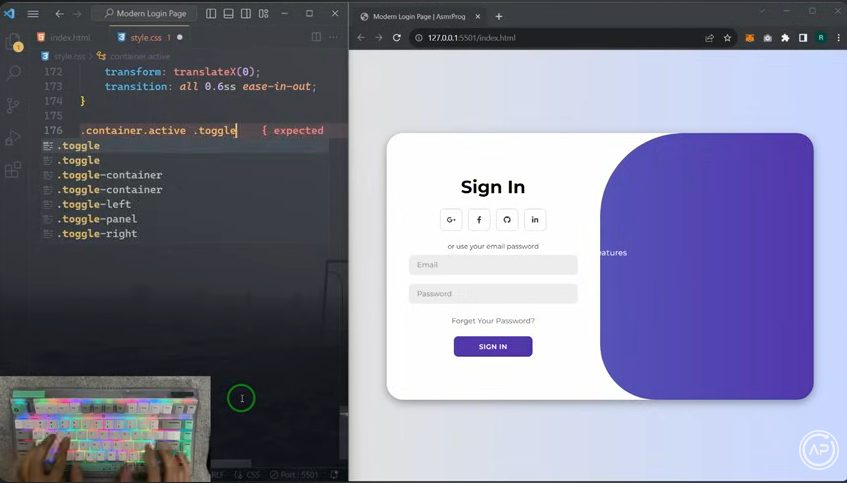 Modern Login Page
index.html
style.css 1
style.css
.container.active
172 transform: translateX(0);
173 transition: all 0.6ss ease-in-out;
174 }
175
176 .container.active .toggle { expected
.toggle
.toggle
.toggle-container
.toggle-container
.toggle-left
.toggle-panel
.toggle-right
1
RLF {} CSS Port : 5501
Modern Login Page | AsmrProg
127.0.0.1:5501/index.html
R
Sign In
G+ f in
or use your email password
Email
Password
Forget Your Password?
SIGN IN
eatures
AP